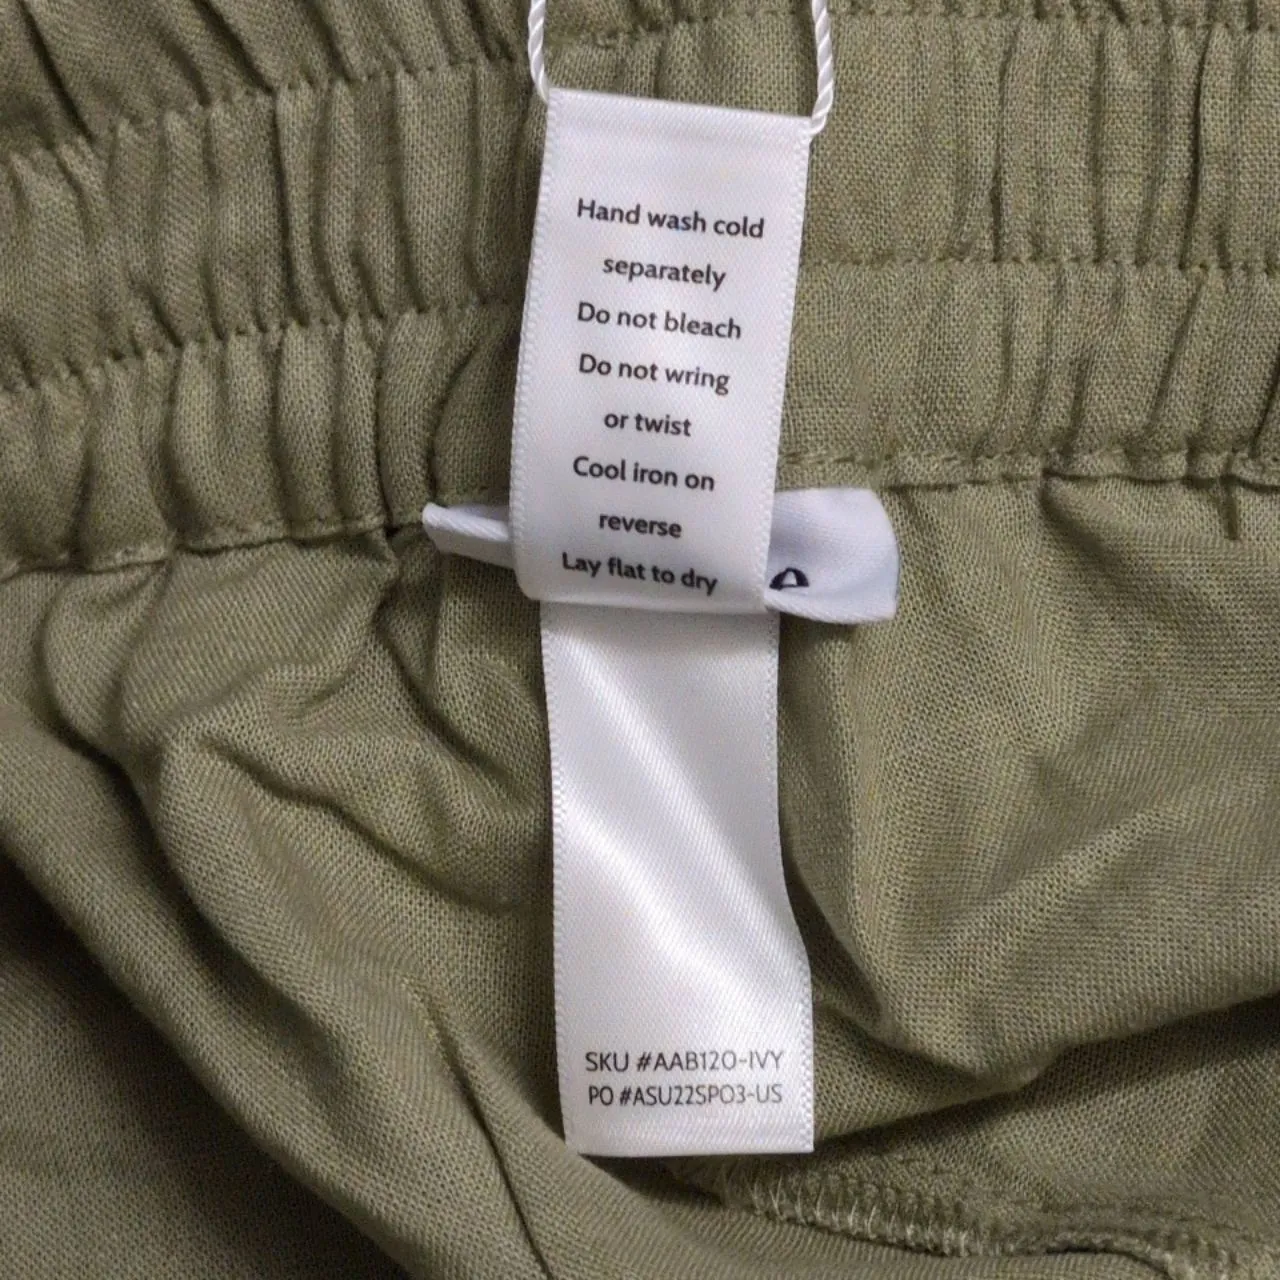 Hand wash cold
separately
Do not bleach
Do not wring
or twist
Cool iron on
reverse
Lay flat to dry
e
SKU #AAB120-IVY
PO #ASU22SP03-US